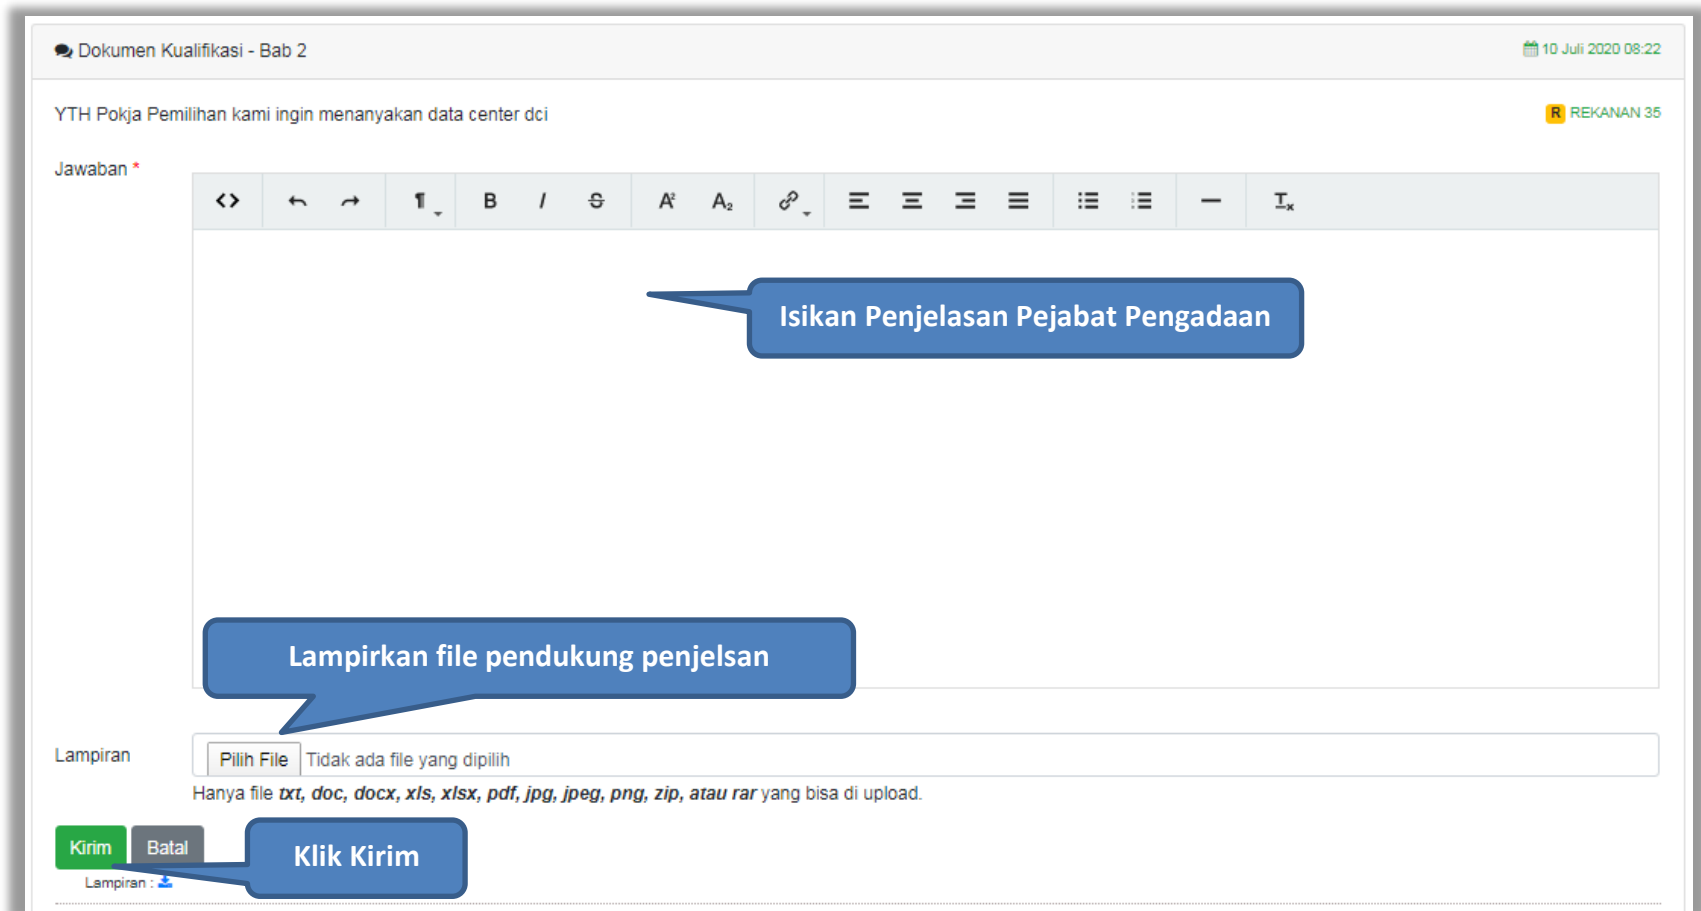 Dokumen Kualifikasi - Bab 2
10 Juli 2020 08:22
YTH Pokja Pemilihan kami ingin menanyakan data center dci
R REKANAN 35
Jawaban *
Isikan Penjelasan Pejabat Pengadaan
Lampirkan file pendukung penjelsan
Lampiran
Pilih File Tidak ada file yang dipilih
Hanya file txt, doc, docx, xls, xlsx, pdf, jpg, jpeg, png, zip, atau rar yang bisa di upload.
Kirim Batal
Klik Kirim
Lampiran :